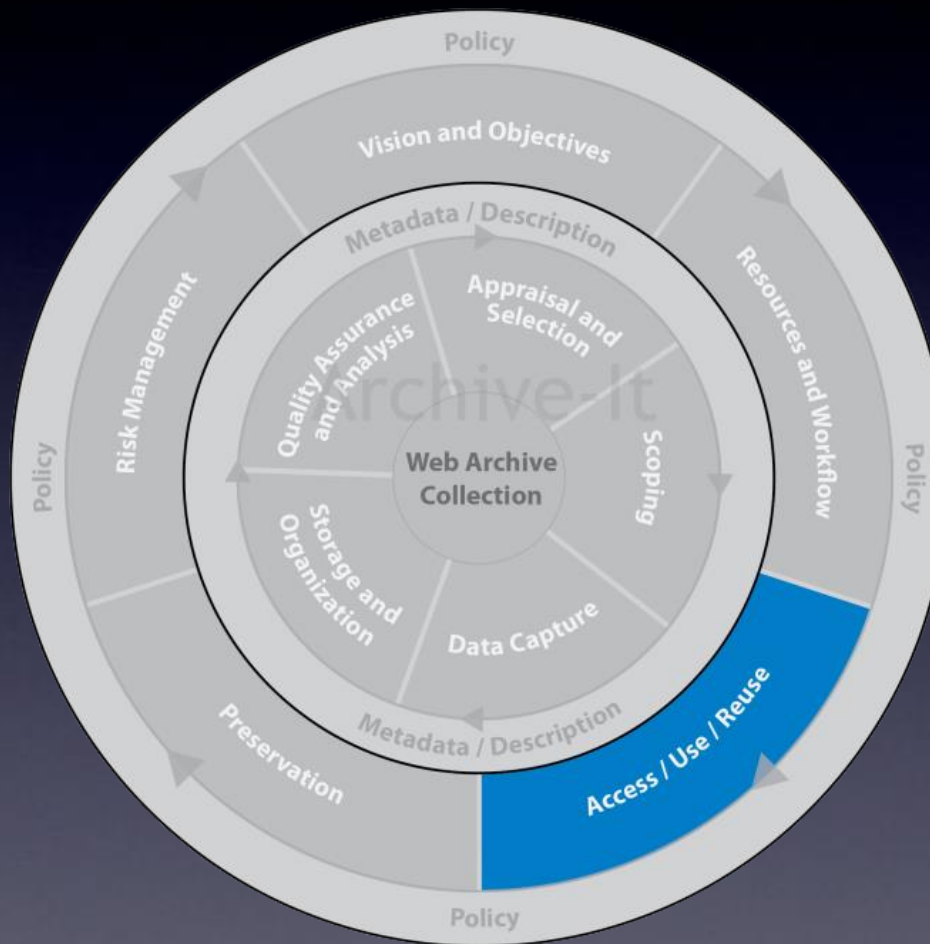 Policy
Vision and Objectives
Metadata / Description
Appraisal and
Selection
Quality Assurance
and Analysis
Risk Management
Resources and Workflow
Archive-It
Scoping
Web Archive
Collection
Policy
Policy
Storage and
Organization
Data Capture
Access / Use / Reuse
Metadata / Description
Preservation
Policy